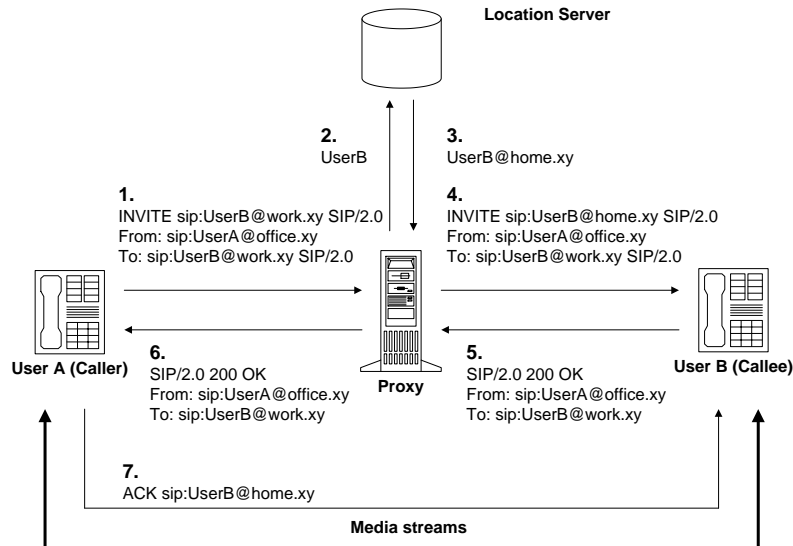 Location Server
2.
UserB
3.
UserB@home.xy
1.
INVITE sip:UserB@work.xy SIP/2.0
From: sip:UserA@office.xy
To: sip:UserB@work.xy SIP/2.0
4.
INVITE sip:UserB@home.xy SIP/2.0
From: sip:UserA@office.xy
To: sip:UserB@work.xy SIP/2.0
User A (Caller)
6.
SIP/2.0 200 OK
From: sip:UserA@office.xy
To: sip:UserB@work.xy
Proxy
5.
SIP/2.0 200 OK
From: sip:UserA@office.xy
To: sip:UserB@work.xy
User B (Callee)
7.
ACK sip:UserB@home.xy
Media streams